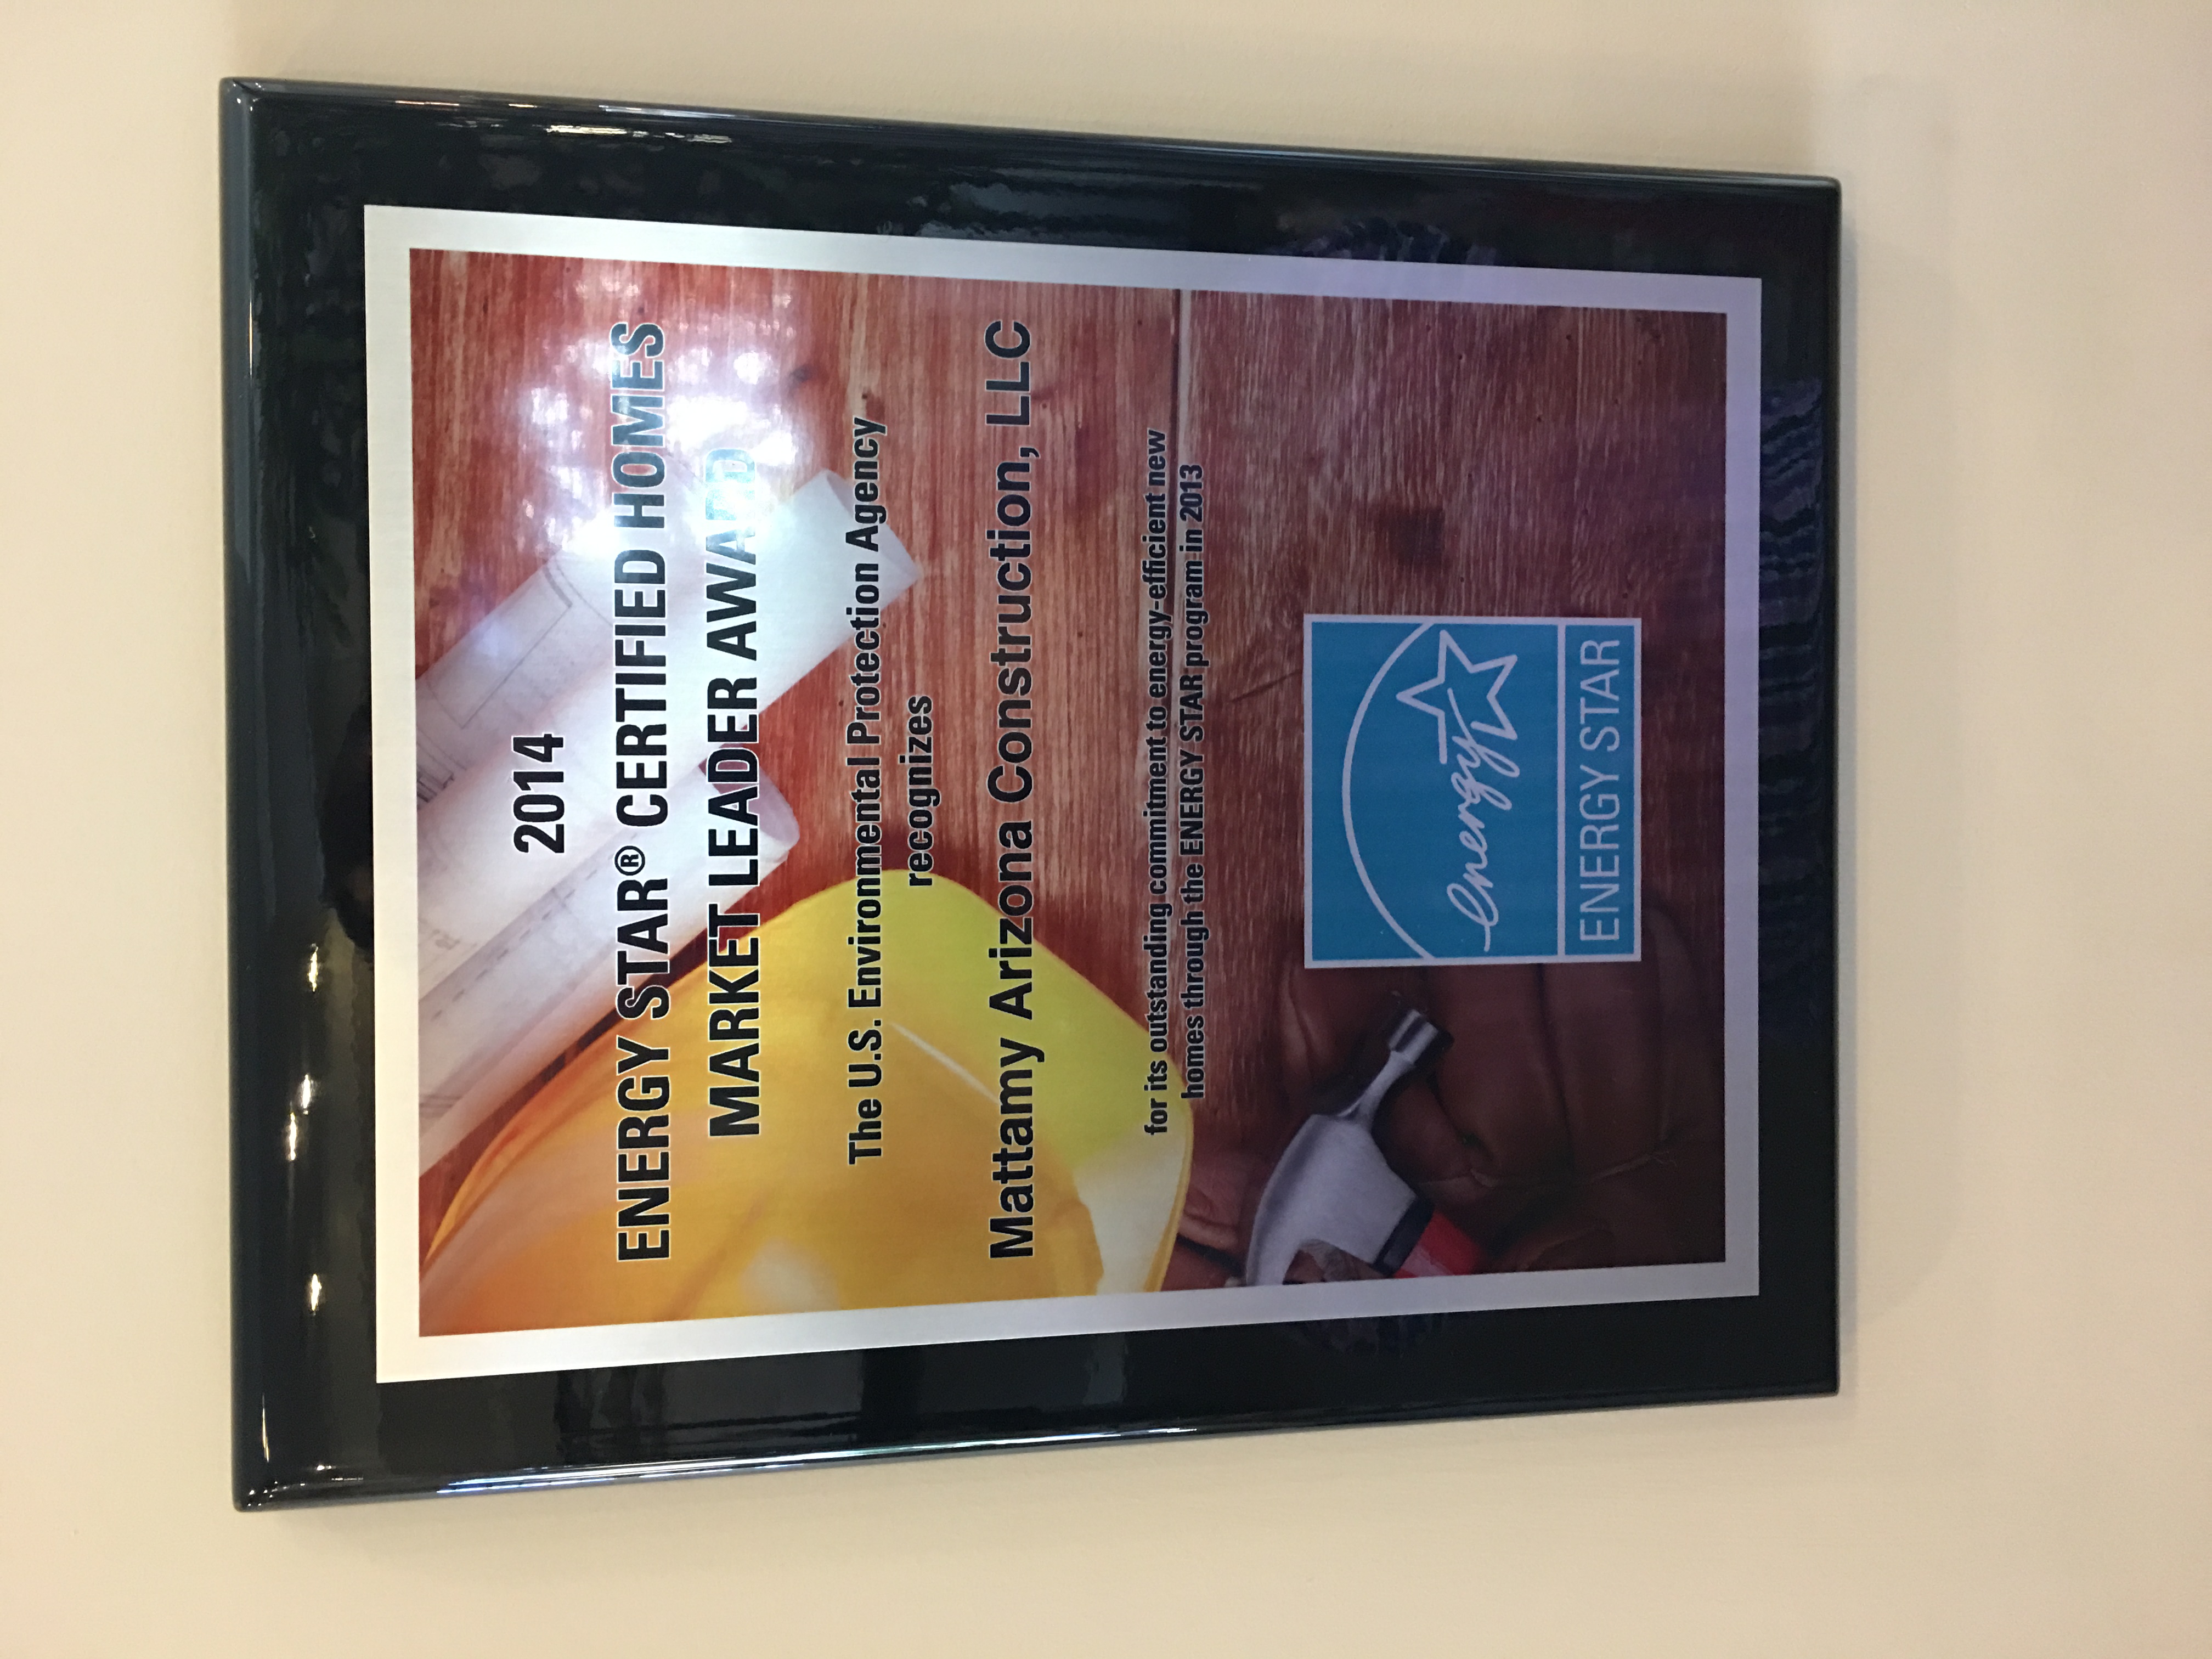 2014
ENERGY STAR® CERTIFIED HOMES
MARKET LEADER AWARD
The U.S. Environmental Protection Agency
recognizes
Mattamy Arizona Construction, LLC
for its outstanding commitment to energy-efficient new
homes through the ENERGY STAR program in 2013
energy
ENERGY STAR